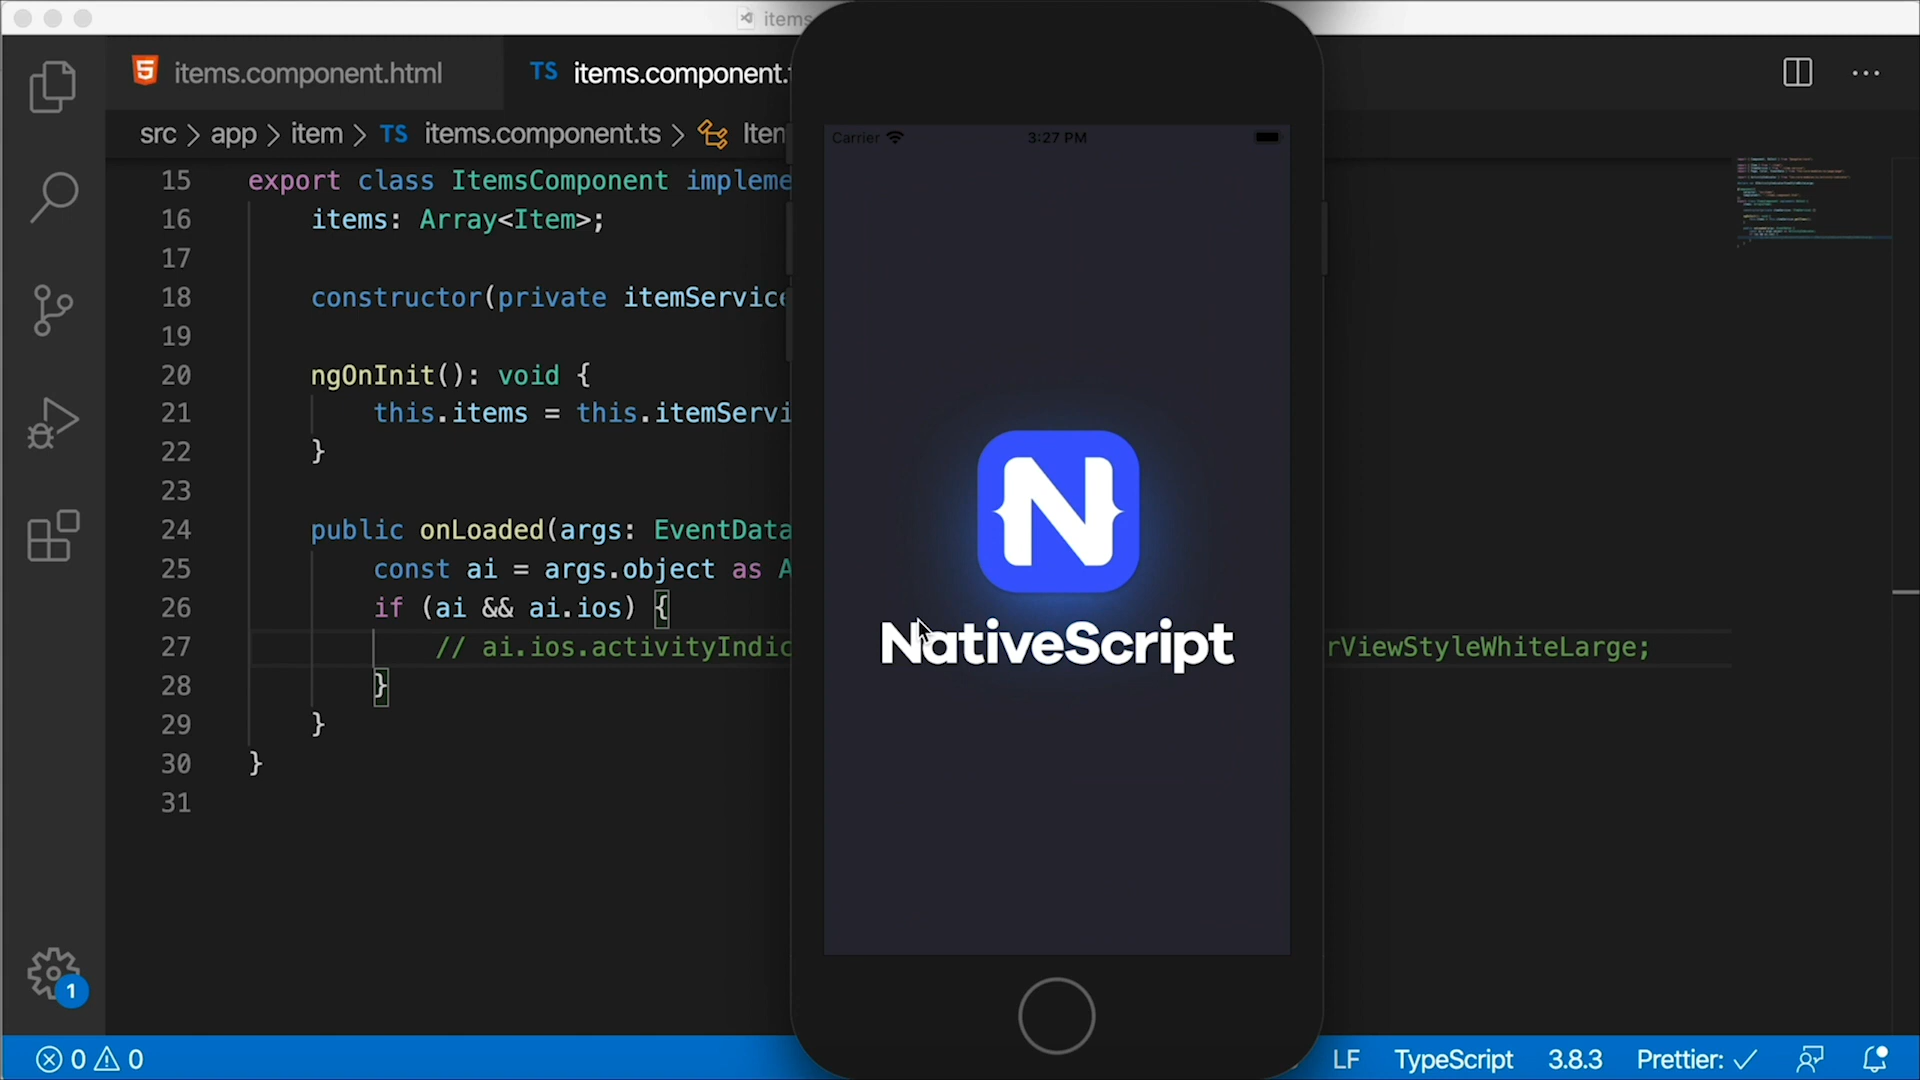 items
items.component.html
TS items.component.
src > app > item > TS items.component.ts > Iten
15 export class ItemsComponent impleme
16 items: Array<Item>;
17
18 constructor(private itemService
19
20 ngOnInit(): void {
21 this.items = this.itemServi
22 }
23
24 public onLoaded(args: EventData
25 const ai = args.object as A
26 if (ai && ai.ios) {
27 // ai.ios.activityIndic rViewStyleWhiteLarge;
28 }
29 }
30 }
31
Carrier 3:27 PM
N
NativeScript
1
0 0 LF TypeScript 3.8.3 Prettier: ✓